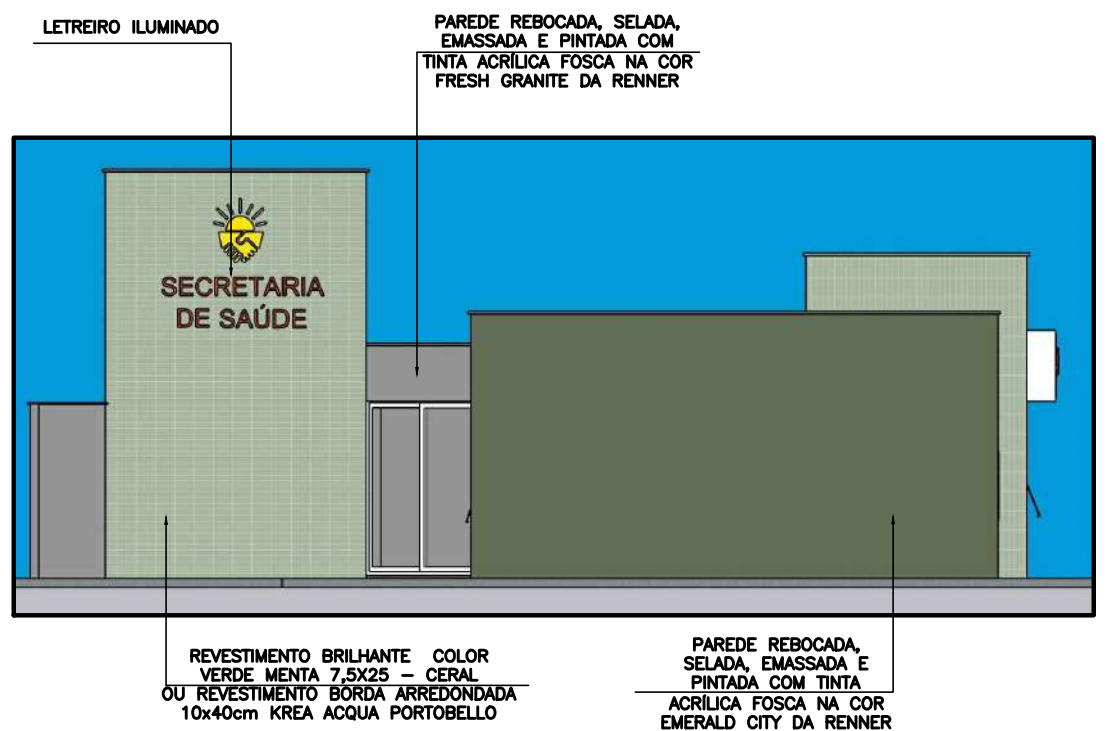 LETREIRO ILUMINADO
PAREDE REBOCADA, SELADA,
EMASSADA E PINTADA COM
TINTA ACRÍLICA FOSCA NA COR
FRESH GRANITE DA RENNER
SECRETARIA
DE SAÚDE
REVESTIMENTO BRILHANTE COLOR
VERDE MENTA 7,5X25 – CERAL
OU REVESTIMENTO BORDA ARREDONDADA
10x40cm KREA ACQUA PORTOBELLO
PAREDE REBOCADA,
SELADA, EMASSADA E
PINTADA COM TINTA
ACRÍLICA FOSCA NA COR
EMERALD CITY DA RENNER